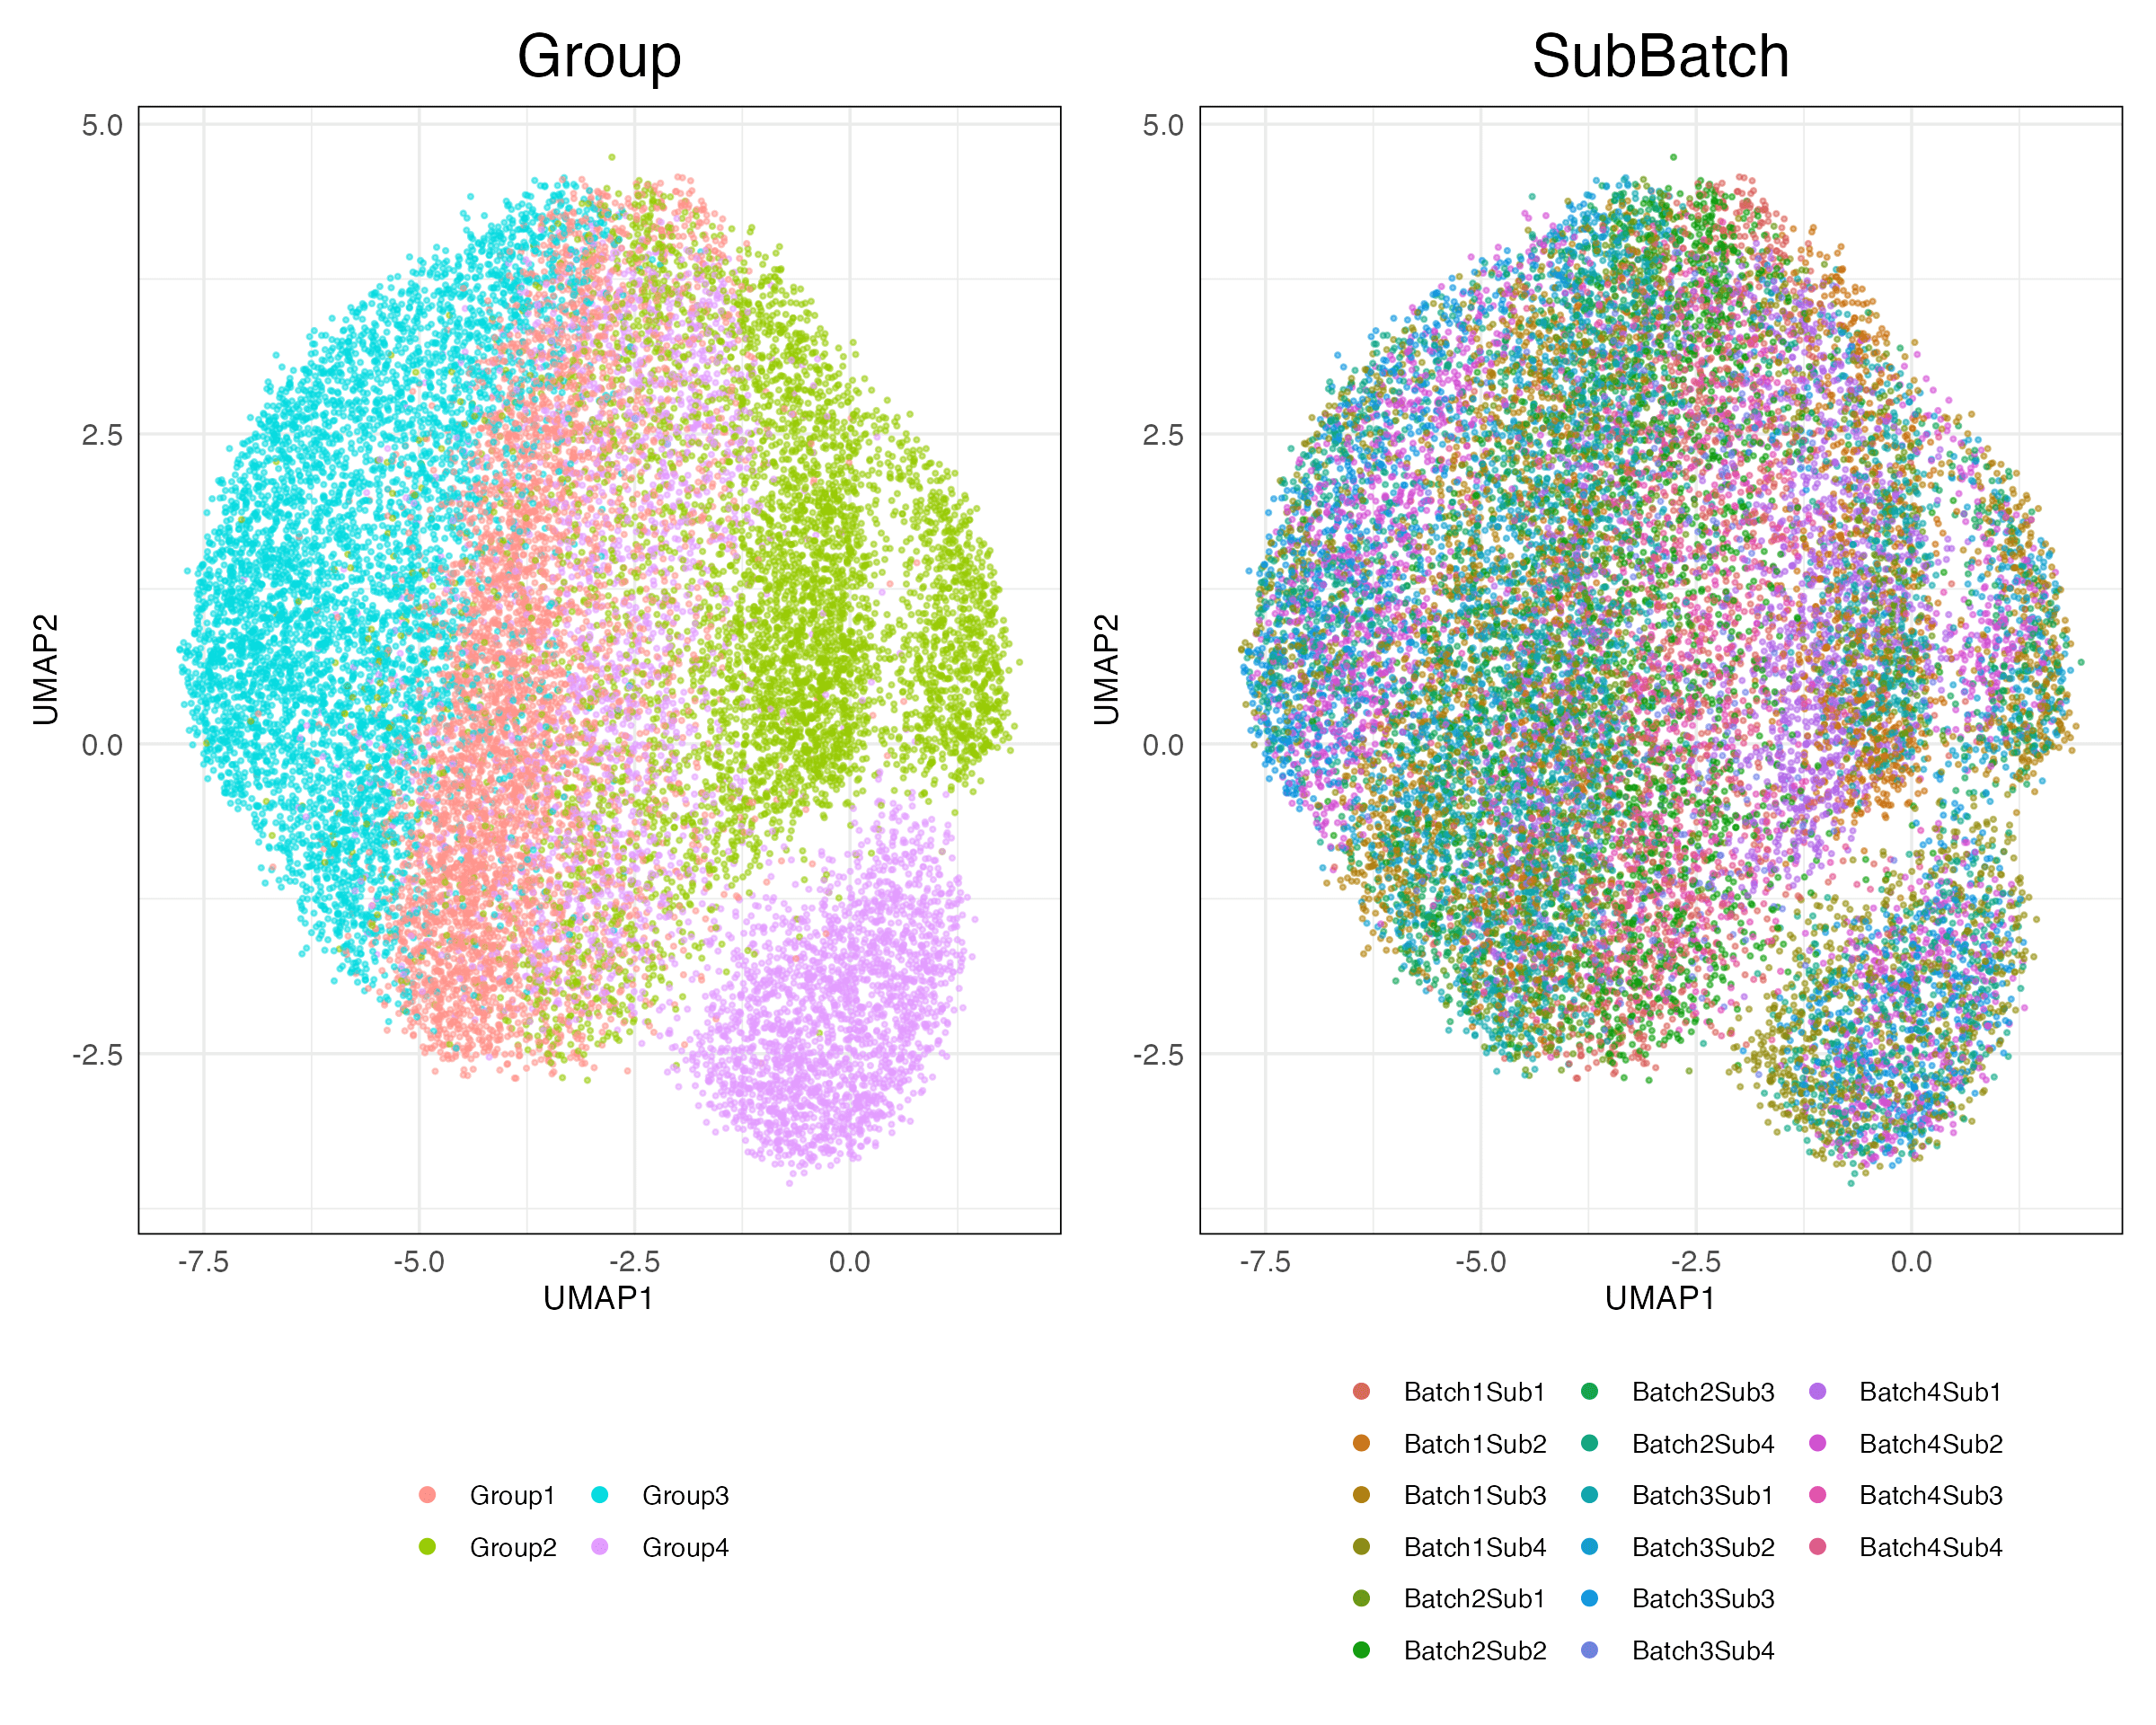 Group
SubBatch
5.0
2.5
0.0
-2.5
UMAP2
-7.5 -5.0 -2.5 0.0
UMAP1
5.0
2.5
0.0
-2.5
UMAP2
-7.5 -5.0 -2.5 0.0
UMAP1
Group1 Group3
Group2 Group4
Batch1Sub1 Batch2Sub3 Batch4Sub1
Batch1Sub2 Batch2Sub4 Batch4Sub2
Batch1Sub3 Batch3Sub1 Batch4Sub3
Batch1Sub4 Batch3Sub2 Batch4Sub4
Batch2Sub1 Batch3Sub3
Batch2Sub2 Batch3Sub4